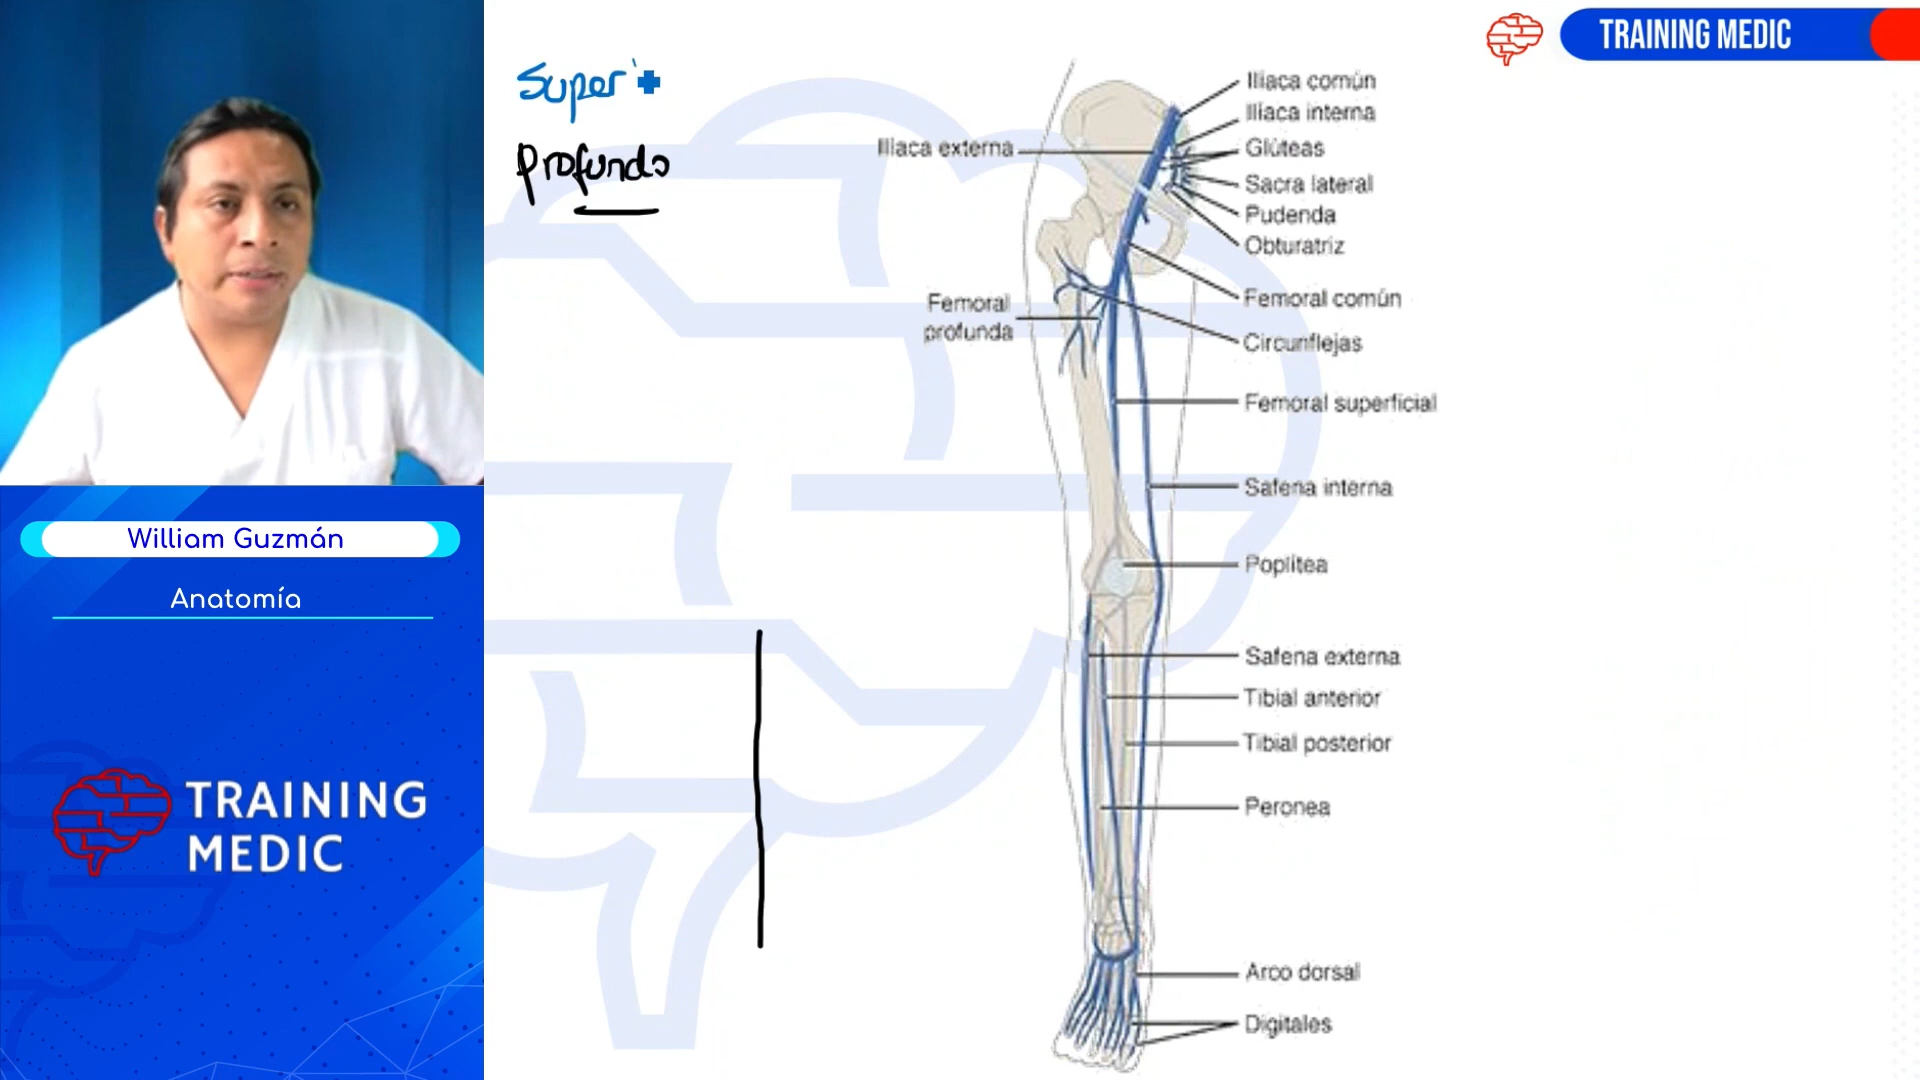 TRAINING MEDIC
Super
profundo
Iliaca común
Iliaca interna
Iliaca externa
Glúteas
Sacra lateral
Pudenda
Obturatriz
Femoral común
Femoral
profunda
Circunflejas
Femoral superficial
Safena interna
Poplítea
Safena externa
Tibial anterior
Tibial posterior
Peronea
Arco dorsal
Digitales
William Guzmán
Anatomía
TRAINING
MEDIC